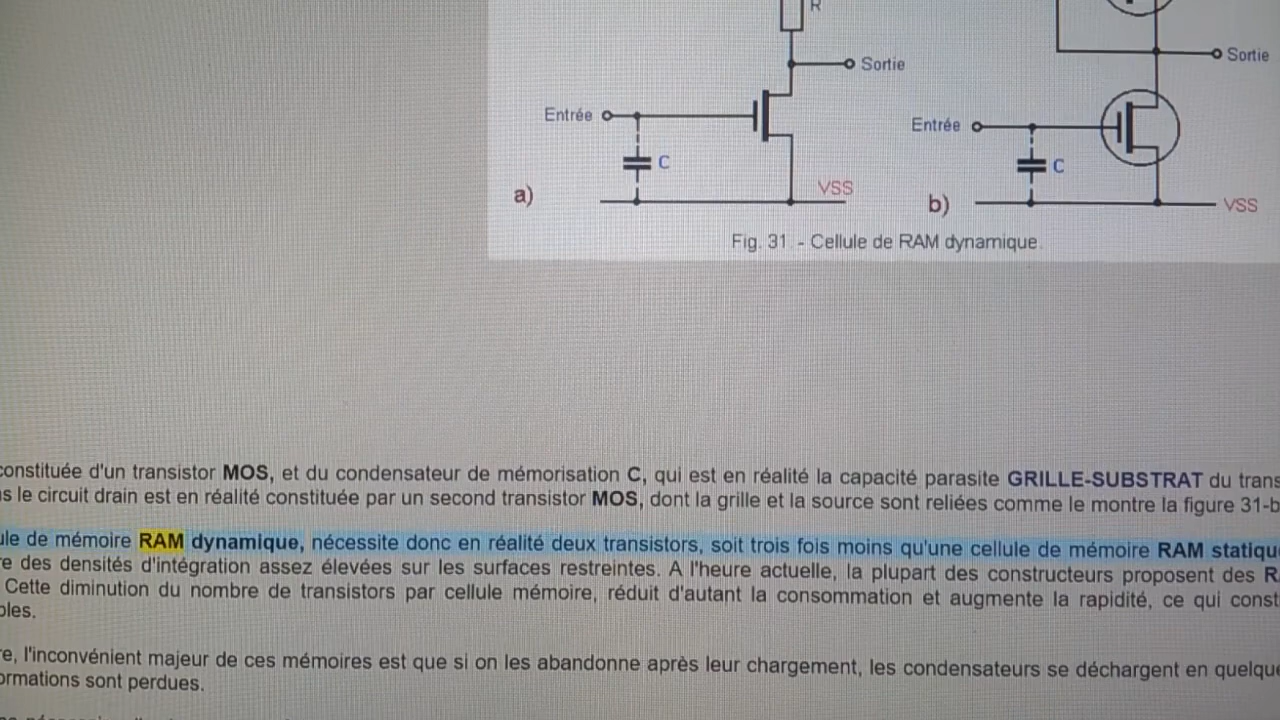 R
Sortie
Sortie
Entrée
Entrée
C
C
a)
VSS
b)
VSS
Fig. 31 - Cellule de RAM dynamique
constituée d'un transistor MOS, et du condensateur de mémorisation C, qui est en réalité la capacité parasite GRILLE-SUBSTRAT du trans
s le circuit drain est en réalité constituée par un second transistor MOS, dont la grille et la source sont reliées comme le montre la figure 31-b
ule de mémoire RAM dynamique, nécessite donc en réalité deux transistors, soit trois fois moins qu'une cellule de mémoire RAM statique
re des densités d'intégration assez élevées sur les surfaces restreintes. A l'heure actuelle, la plupart des constructeurs proposent des R
Cette diminution du nombre de transistors par cellule mémoire, réduit d'autant la consommation et augmente la rapidité, ce qui const
bles.
re, l'inconvénient majeur de ces mémoires est que si on les abandonne après leur chargement, les condensateurs se déchargent en quelque
ormations sont perdues.